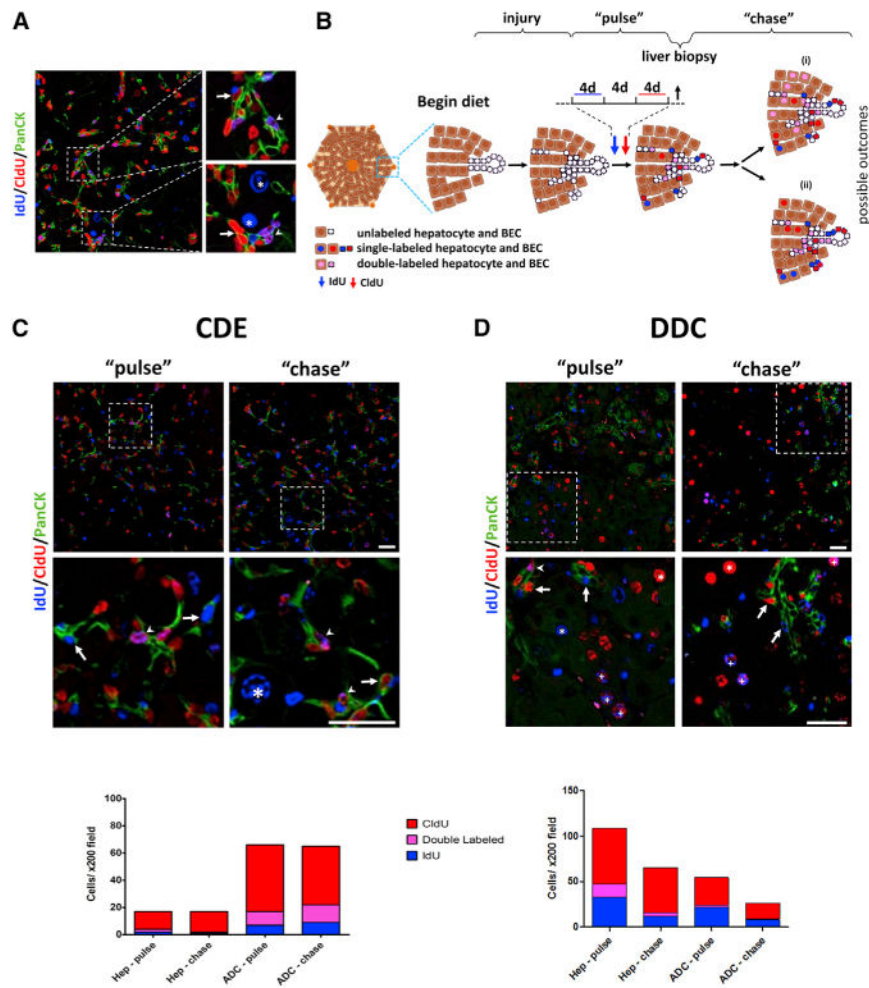 A
IdU/CldU/PanCK
*
*
B
injury
"pulse"
"chase"
liver biopsy
4d 4d 4d
Begin diet
(i)
(ii)
possible outcomes
unlabeled hepatocyte and BEC
single-labeled hepatocyte and BEC
double-labeled hepatocyte and BEC
IdU CldU
C
CDE
"pulse" "chase"
IdU/CldU/PanCK
*
D
DDC
"pulse" "chase"
IdU/CldU/PanCK
* * + + + +
* + + +
100
80
60
40
20
0
Cells/ x200 field
Hep - pulse
Hep - chase
ADC - pulse
ADC - chase
CldU
Double Labeled
IdU
150
100
50
0
Cells/ x200 field
Hep - pulse
Hep - chase
ADC - pulse
ADC - chase